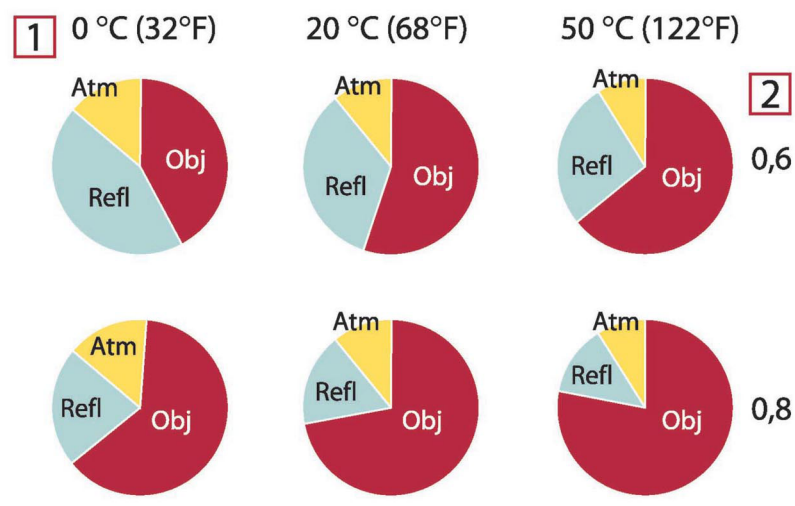 1 0 °C (32°F) 20 °C (68°F) 50 °C (122°F)
2
Atm Atm Atm
Obj Refl Obj Refl Obj Refl 0,6
Atm Atm Atm
Refl Obj Refl Obj Refl Obj 0,8